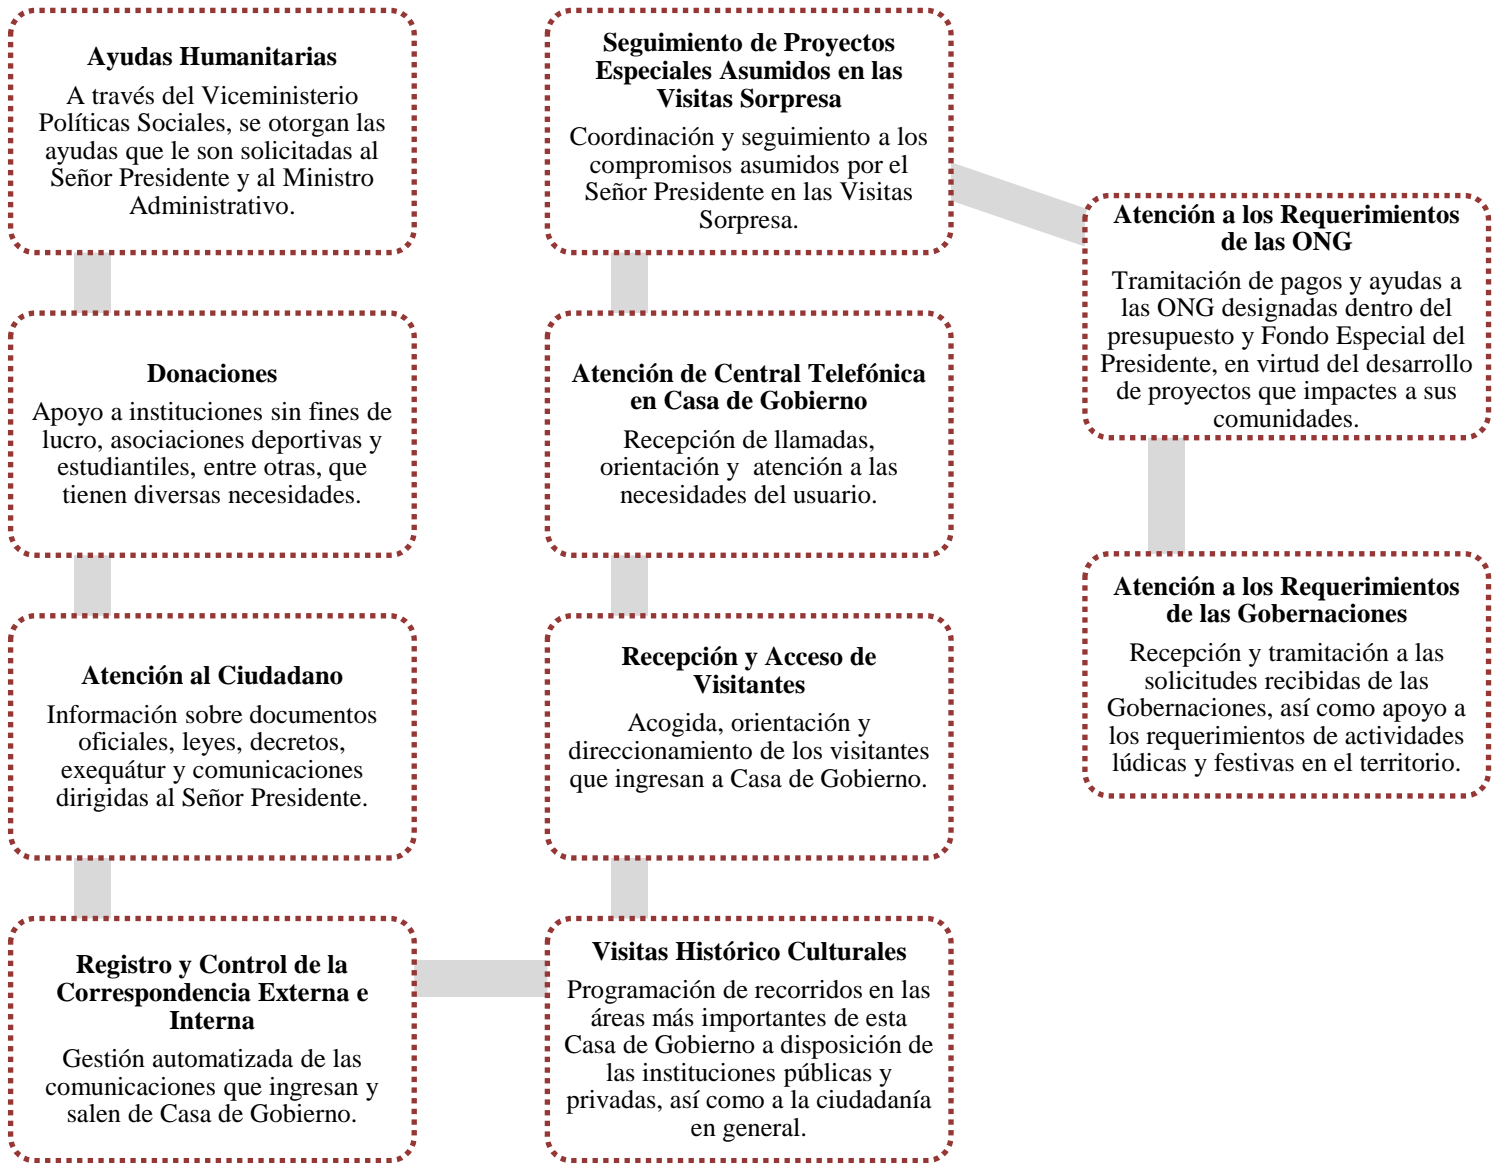 Ayudas Humanitarias
A través del Viceministerio
Políticas Sociales, se otorgan las
ayudas que le son solicitadas al
Señor Presidente y al Ministro
Administrativo.
Donaciones
Apoyo a instituciones sin fines de
lucro, asociaciones deportivas y
estudiantiles, entre otras, que
tienen diversas necesidades.
Atención al Ciudadano
Información sobre documentos
oficiales, leyes, decretos,
exequátur y comunicaciones
dirigidas al Señor Presidente.
Registro y Control de la
Correspondencia Externa e
Interna
Gestión automatizada de las
comunicaciones que ingresan y
salen de Casa de Gobierno.
Visitas Histórico Culturales
Programación de recorridos en las
áreas más importantes de esta
Casa de Gobierno a disposición de
las instituciones públicas y
privadas, así como a la ciudadanía
en general.
Recepción y Acceso de
Visitantes
Acogida, orientación y
direccionamiento de los visitantes
que ingresan a Casa de Gobierno.
Atención de Central Telefónica
en Casa de Gobierno
Recepción de llamadas,
orientación y  atención a las
necesidades del usuario.
Seguimiento de Proyectos
Especiales Asumidos en las
Visitas Sorpresa
Coordinación y seguimiento a los
compromisos asumidos por el
Señor Presidente en las Visitas
Sorpresa.
Atención a los Requerimientos
de las ONG
Tramitación de pagos y ayudas a
las ONG designadas dentro del
presupuesto y Fondo Especial del
Presidente, en virtud del desarrollo
de proyectos que impactes a sus
comunidades.
Atención a los Requerimientos
de las Gobernaciones
Recepción y tramitación a las
solicitudes recibidas de las
Gobernaciones, así como apoyo a
los requerimientos de actividades
lúdicas y festivas en el territorio.